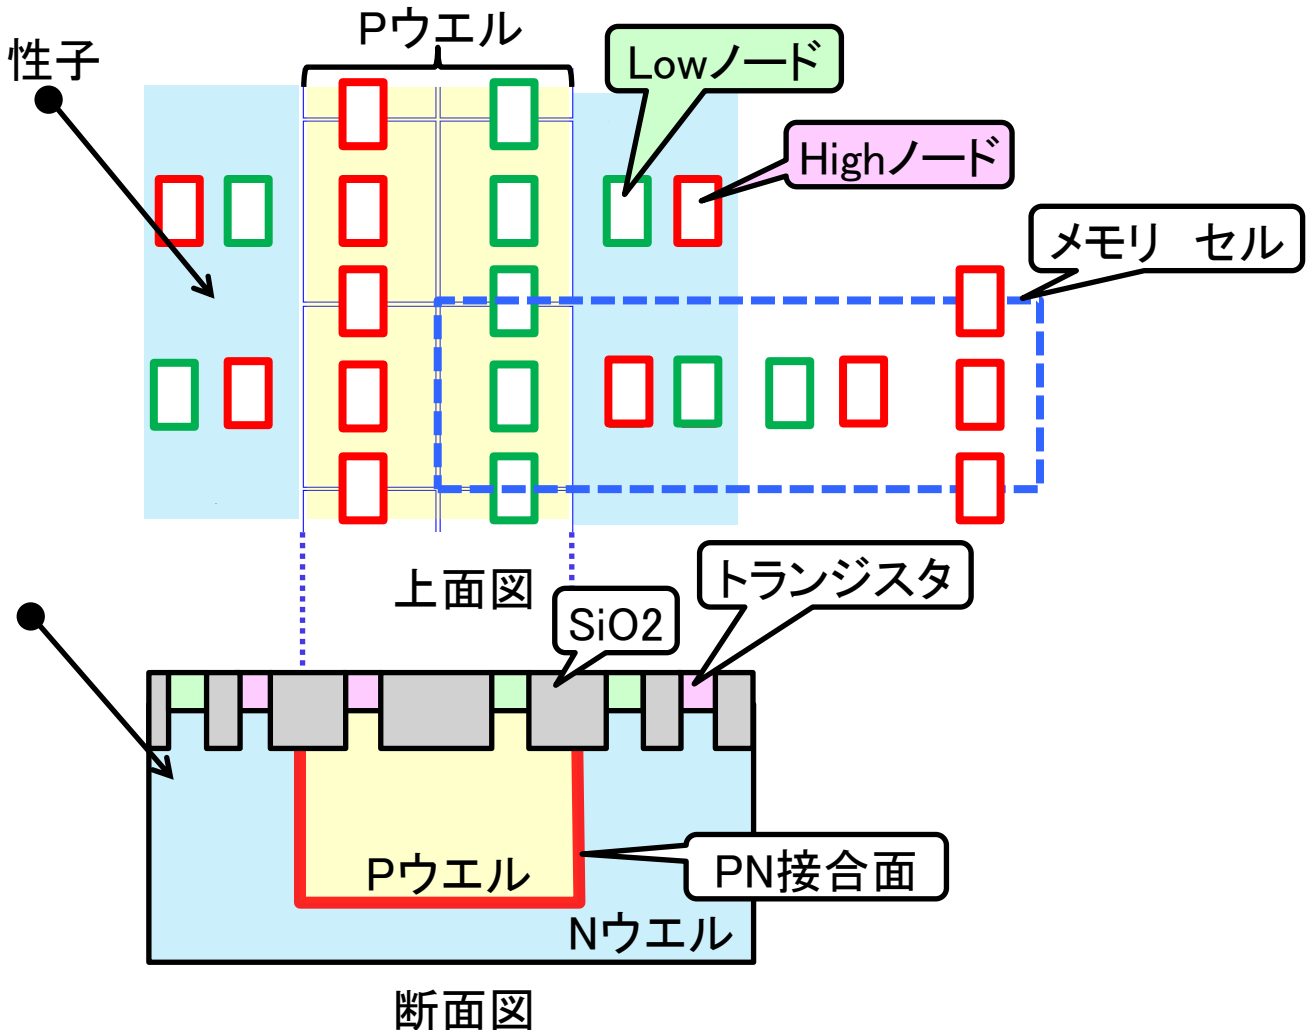 Pウエル
性子
Lowノード
Highノード
メモリ セル
上面図
トランジスタ
SiO2
Pウエル
PN接合面
Nウエル
断面図